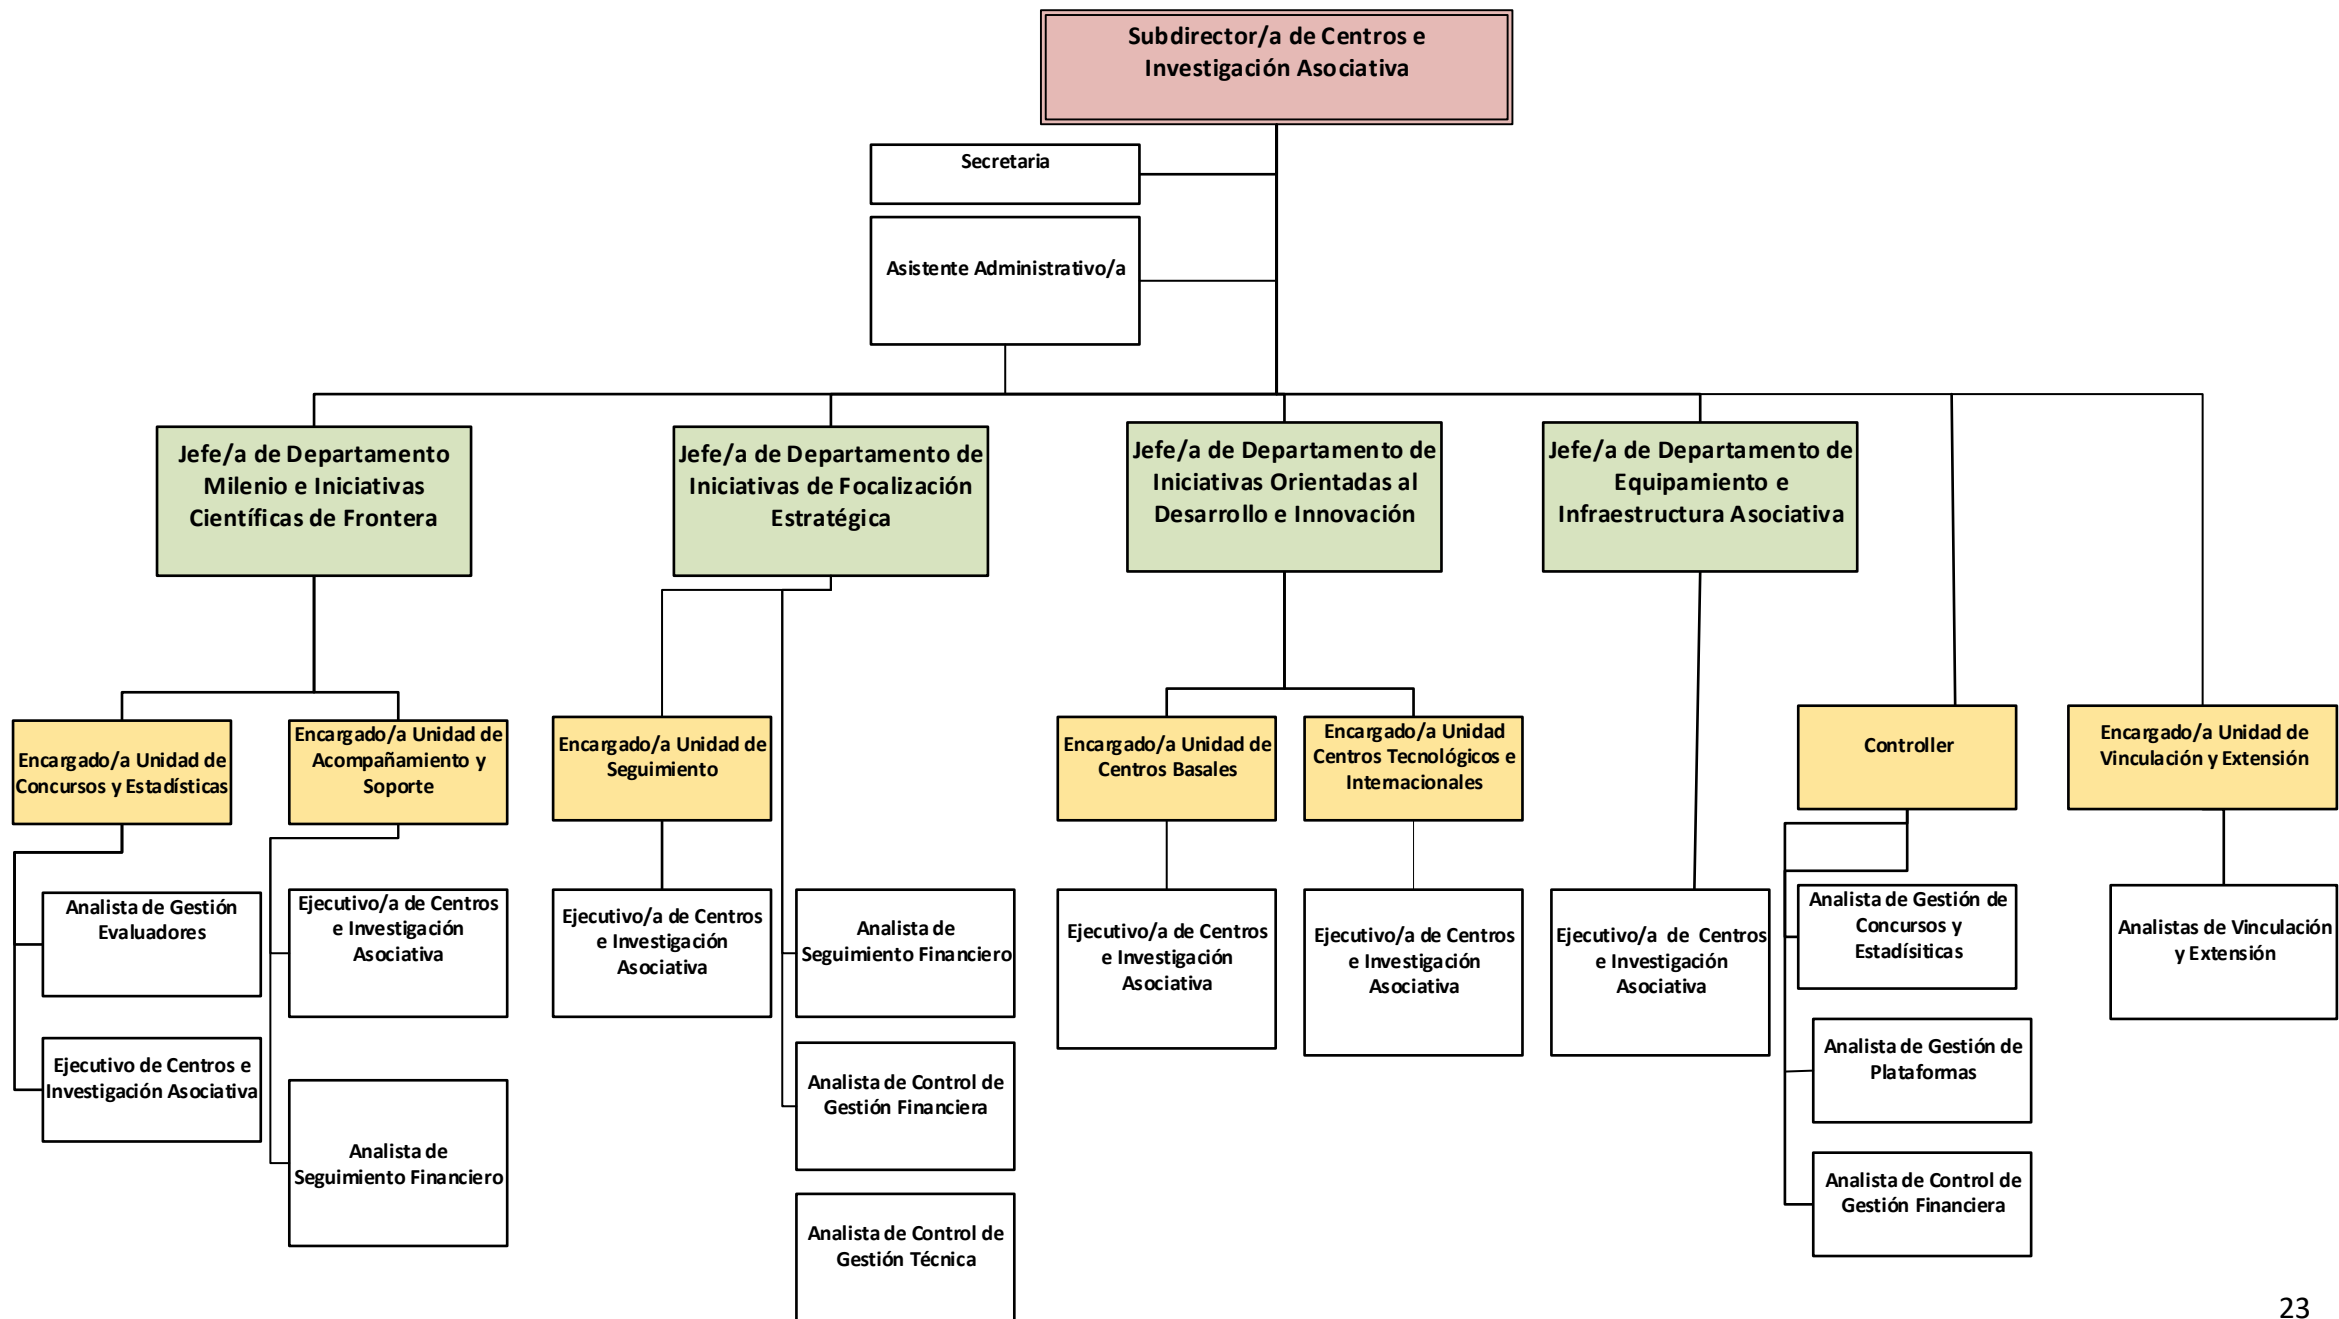 Subdirector/a de Centros e
Investigación Asociativa
Secretaria
Asistente Administrativo/a
Jefe/a de Departamento
Milenio e Iniciativas
Científicas de Frontera
Jefe/a de Departamento de
Iniciativas de Focalización
Estratégica
Jefe/a de Departamento de
Iniciativas Orientadas al
Desarrollo e Innovación
Jefe/a de Departamento de
Equipamiento e
Infraestructura Asociativa
Encargado/a Unidad de
Concursos y Estadísticas
Encargado/a Unidad de
Acompañamiento y
Soporte
Encargado/a Unidad de
Seguimiento
Encargado/a Unidad de
Centros Basales
Encargado/a Unidad
Centros Tecnológicos e
Internacionales
Controller
Encargado/a Unidad de
Vinculación y Extensión
Analista de Gestión
Evaluadores
Ejecutivo/a de Centros
e Investigación
Asociativa
Ejecutivo/a de Centros
e Investigación
Asociativa
Analista de
Seguimiento Financiero
Ejecutivo/a de Centros
e Investigación
Asociativa
Ejecutivo/a de Centros
e Investigación
Asociativa
Ejecutivo/a de Centros
e Investigación
Asociativa
Analista de Gestión de
Concursos y
Estadísiticas
Analistas de Vinculación
y Extensión
Ejecutivo de Centros e
Investigación Asociativa
Analista de
Seguimiento Financiero
Analista de Control de
Gestión Financiera
Analista de Gestión de
Plataformas
Analista de Control de
Gestión Técnica
Analista de Control de
Gestión Financiera
23